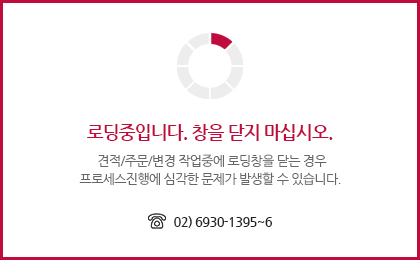 로딩중입니다. 창을 닫지 마십시오.
견적/주문/변경 작업중에 로딩창을 닫는 경우
프로세스진행에 심각한 문제가 발생할 수 있습니다.
02) 6930-1395~6